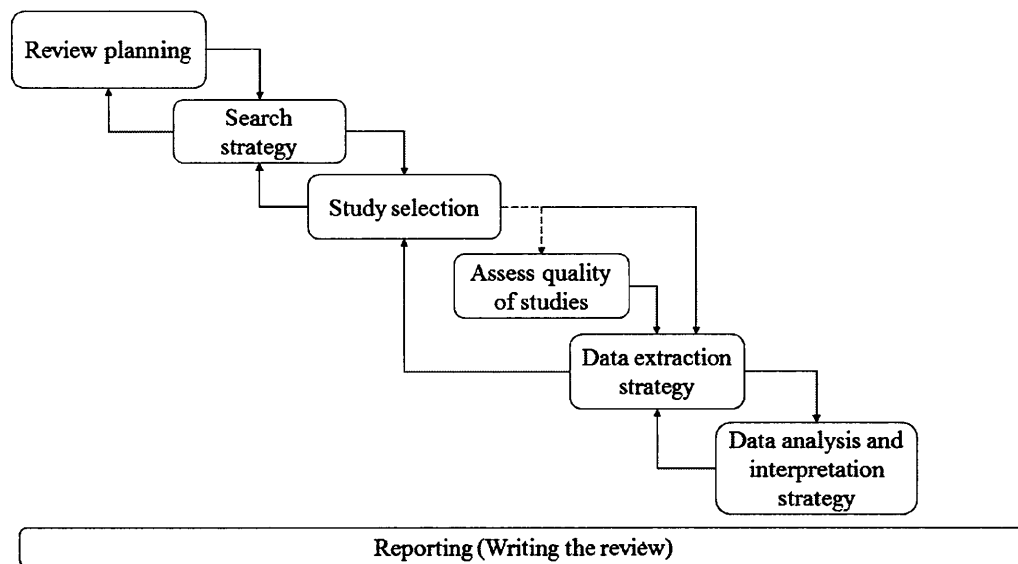 Review planning
Search
strategy
Study selection
Assess quality
of studies
Data extraction
strategy
Data analysis and
interpretation
strategy
Reporting (Writing the review)